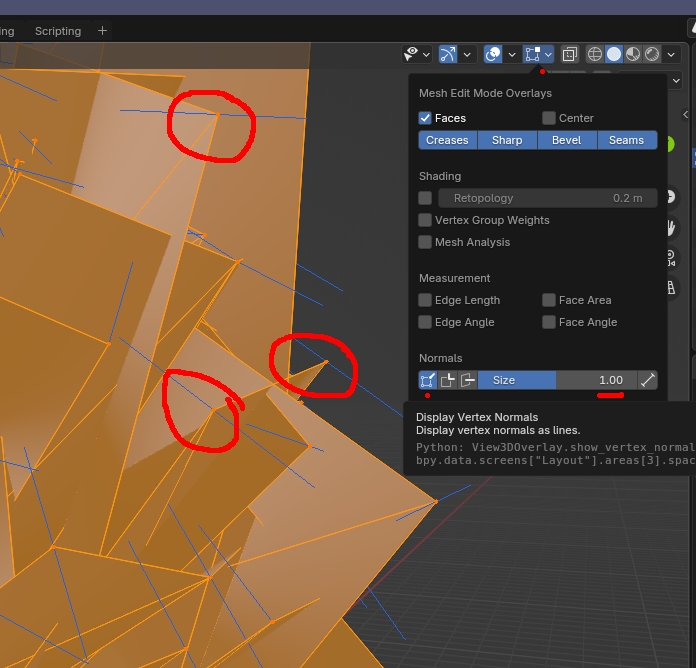 ing Scripting +
Mesh Edit Mode Overlays
Faces Center
Creases Sharp Bevel Seams
Shading
Retopology 0.2 m
Vertex Group Weights
Mesh Analysis
Measurement
Edge Length Face Area
Edge Angle Face Angle
Normals
Size 1.00
Display Vertex Normals
Display vertex normals as lines.
Python: View3DOverlay.show_vertex_normal
bpy.data.screens["Layout"].areas[3].spac